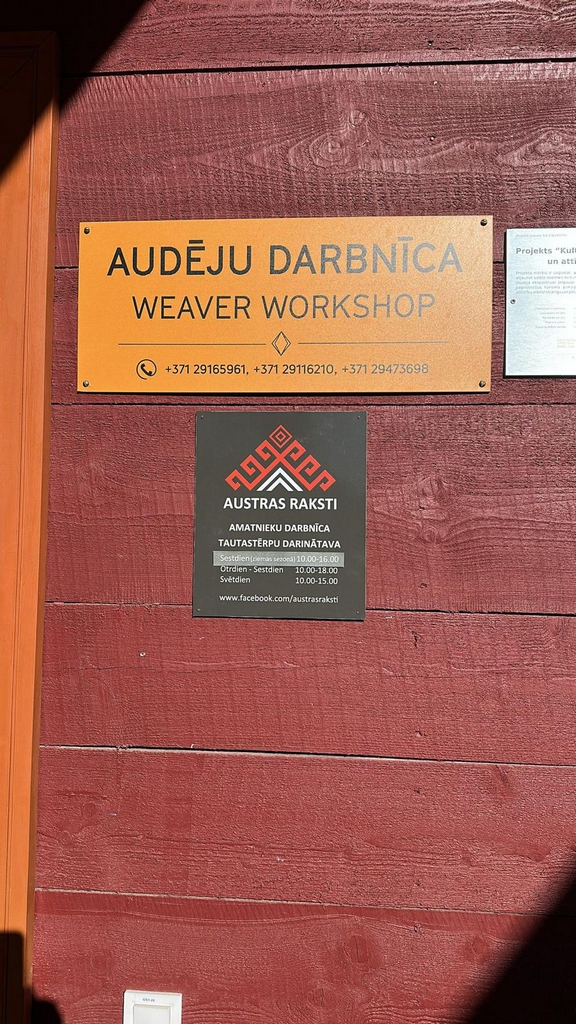 AUDĒJU DARBNĪCA
WEAVER WORKSHOP
+371 29165961, +371 29116210, +371 29473698
Projekts "Kul
un atti
AUSTRAS RAKSTI
AMATNIEKU DARBNĪCA
TAUTASTĒRPU DARINĀTAVA
Sestdien (ziemas sezonā) 10.00-16.00
Otrdien - Sestdien 10.00-18.00
Svētdien 10.00-15.00
www.facebook.com/austrasraksti